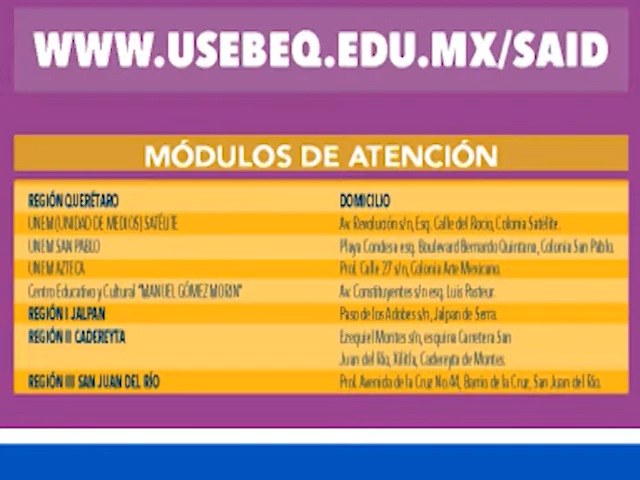 WWW.USEBEQ.EDU.MX/SAID
MÓDULOS DE ATENCIÓN
REGIÓN QUERÉTARO DOMICILIO
UNEM (UNIDAD DE MEDIOS) SATÉLITE Av. Revolución s/n, Esq. Calle del Rocio, Colonia Satélite.
UNEM SAN PABLO Playa Condesa esq. Boulevard Bernardo Quintana, Colonia San Pablo.
UNEM AZTECA Prol. Calle 27 s/n, Colonia Arte Mexicano.
Centro Educativo y Cultural "MANUEL GÓMEZ MORIN" Av. Constituyentes s/n esq. Luis Pasteur.
REGIÓN I JALPAN Paso de los Adobes s/n, Jalpan de Serra.
REGIÓN II CADEREYTA Ezequiel Montes s/n, esquina Carretera San
Juan del Río, Xilitla, Cadereyta de Montes.
REGIÓN III SAN JUAN DEL RÍO Prol. Avenida de la Cruz No.44, Barrio de la Cruz, San Juan del Río.